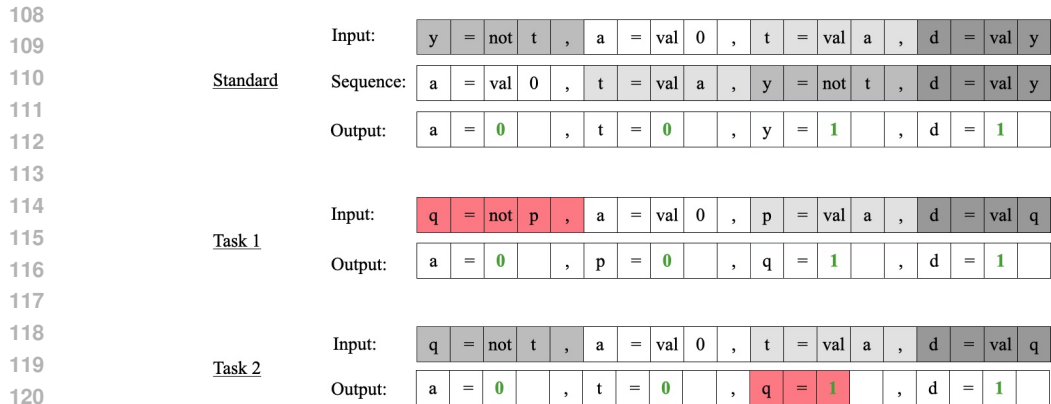 108
Input: y = not t , a = val 0 , t = val a , d = val y
109
110
Standard Sequence: a = val 0 , t = val a , y = not t , d = val y
111
Output: a = 0 , t = 0 , y = 1 , d = 1
112
113
114
Input: q = not p , a = val 0 , p = val a , d = val q
115
Task 1
116
Output: a = 0 , p = 0 , q = 1 , d = 1
117
118
Input: q = not t , a = val 0 , t = val a , d = val q
119
Task 2
120
Output: a = 0 , t = 0 , q = 1 , d = 1